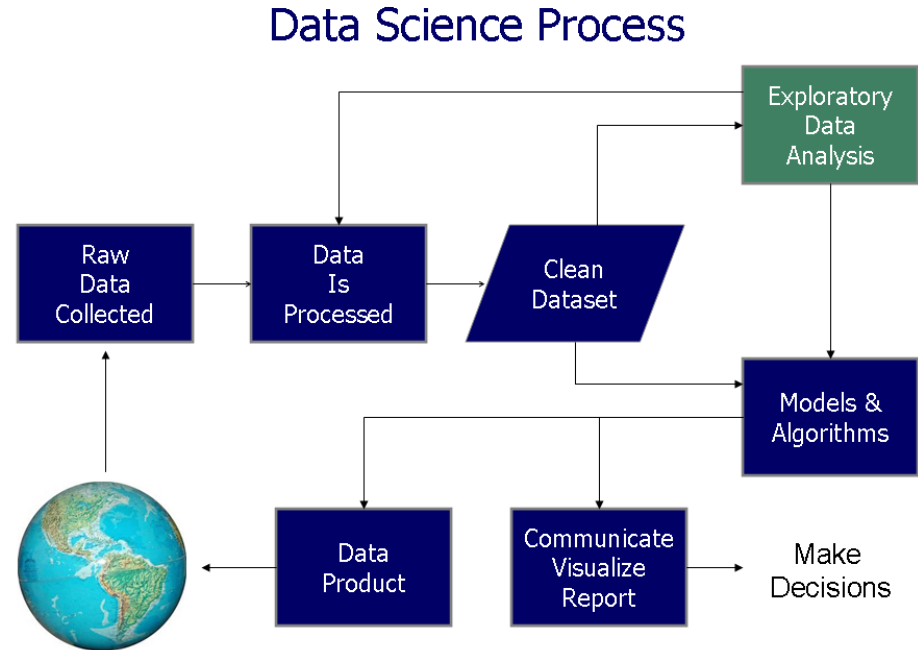 Data Science Process
Exploratory
Data
Analysis
Raw
Data
Collected
Data
Is
Processed
Clean
Dataset
Models &
Algorithms
Data
Product
Communicate
Visualize
Report
Make
Decisions